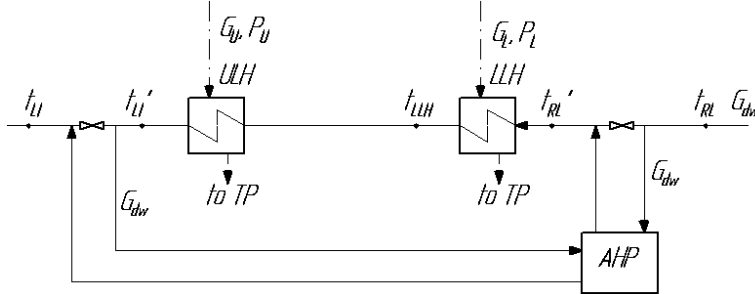 G_U, P_U
G_L, P_L
ULH
LLH
t_LI
t_LI'
t_LLH
t_RL'
t_RL
G_dw
to TP
to TP
G_dw
G_dw
AHP